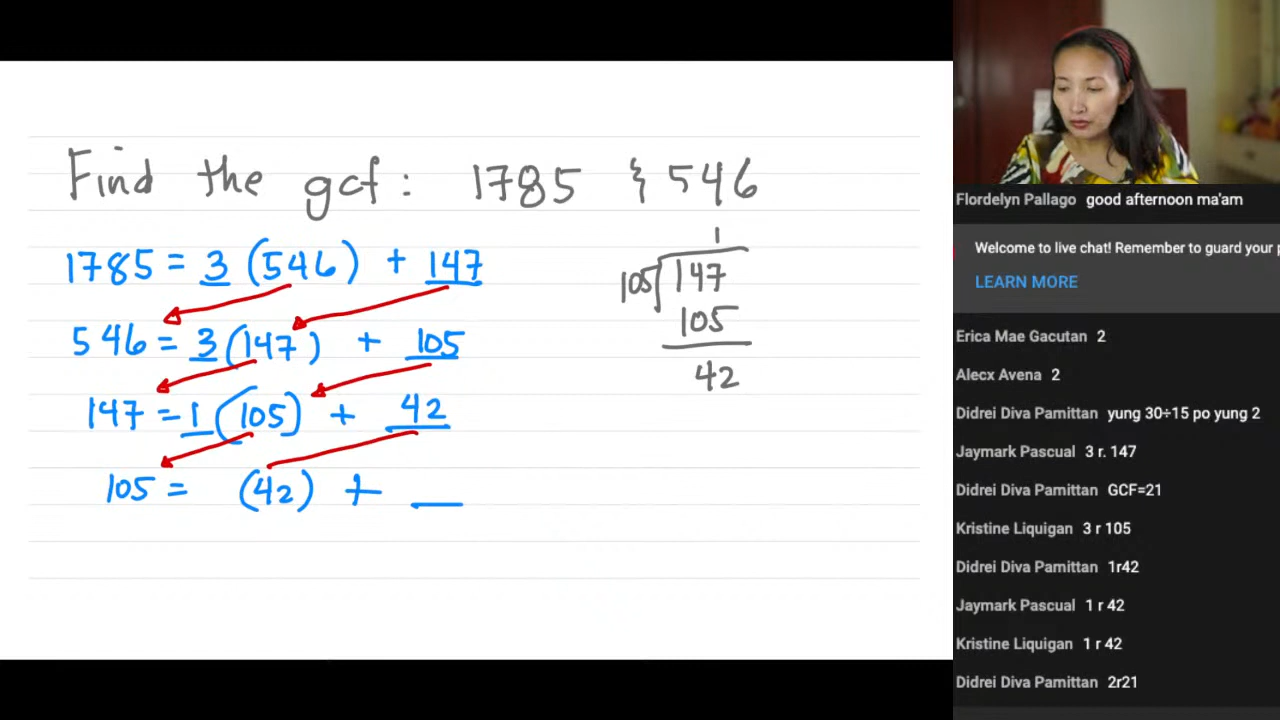 Find the gcf: 1785 & 546
1785 = 3 (546) + 147
546 = 3 (147) + 105
147 = 1 (105) + 42
105 = (42) + __
1
105 147
105
42
Flordelyn Pallago good afternoon ma'am
Welcome to live chat! Remember to guard your p
LEARN MORE
Erica Mae Gacutan 2
Alecx Avena 2
Didrei Diva Pamittan yung 30÷15 po yung 2
Jaymark Pascual 3 r. 147
Didrei Diva Pamittan GCF=21
Kristine Liquigan 3 r 105
Didrei Diva Pamittan 1r42
Jaymark Pascual 1 r 42
Kristine Liquigan 1 r 42
Didrei Diva Pamittan 2r21